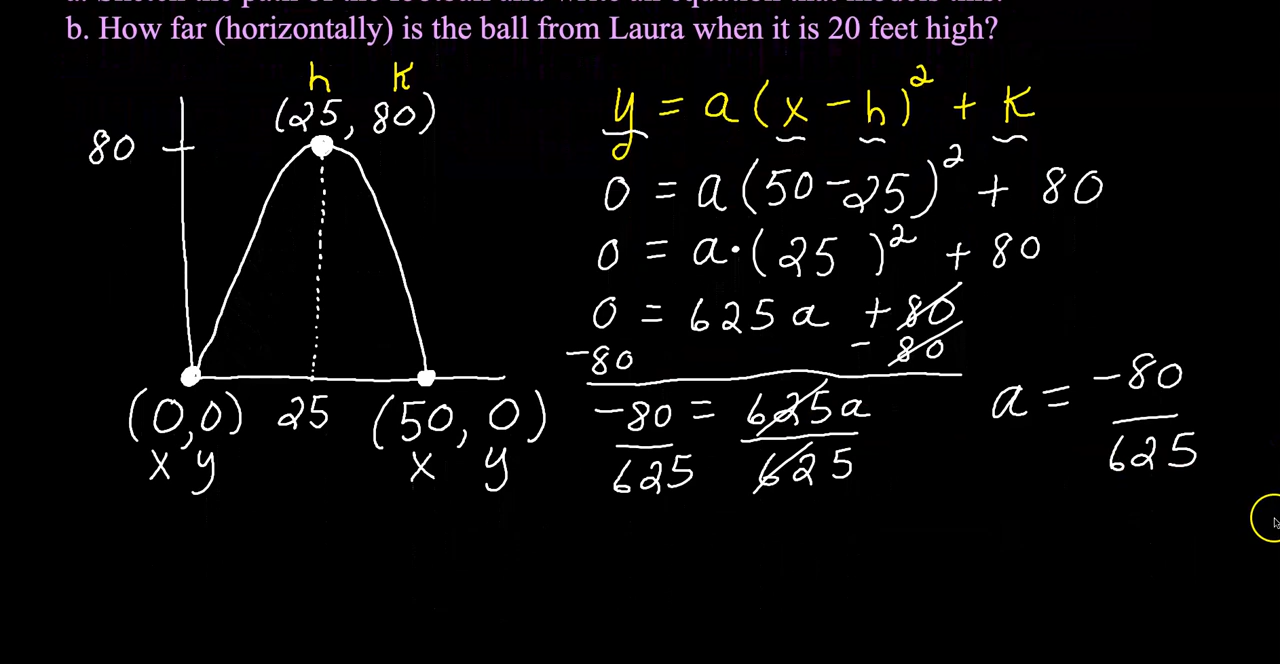 b. How far (horizontally) is the ball from Laura when it is 20 feet high?
h k
(25, 80)
80
(0,0) 25 (50, 0)
x y x y
y = a(x - h)² + k
0 = a(50-25)² + 80
0 = a·(25 )² + 80
0 = 625a + 80
-80 - 80
-80 = 625a
625 625
a = -80
625